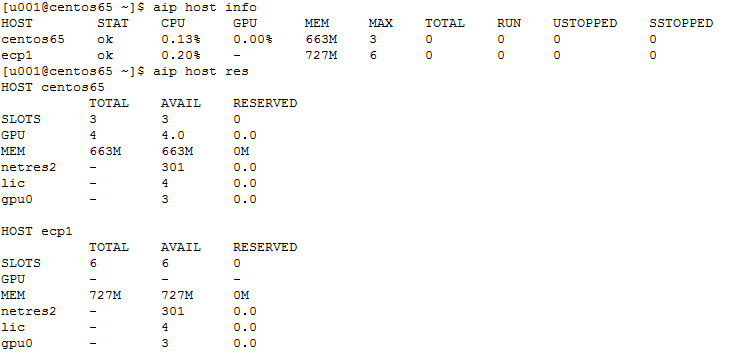 [u001@centos65 ~]$ aip host info
HOST STAT CPU GPU MEM MAX TOTAL RUN USTOPPED SSTOPPED
centos65 ok 0.13% 0.00% 663M 3 0 0 0 0
ecp1 ok 0.20% - 727M 6 0 0 0 0
[u001@centos65 ~]$ aip host res
HOST centos65
TOTAL AVAIL RESERVED
SLOTS 3 3 0
GPU 4 4.0 0.0
MEM 663M 663M 0M
netres2 - 301 0.0
lic - 4 0.0
gpu0 - 3 0.0
HOST ecp1
TOTAL AVAIL RESERVED
SLOTS 6 6 0
GPU - - -
MEM 727M 727M 0M
netres2 - 301 0.0
lic - 4 0.0
gpu0 - 3 0.0